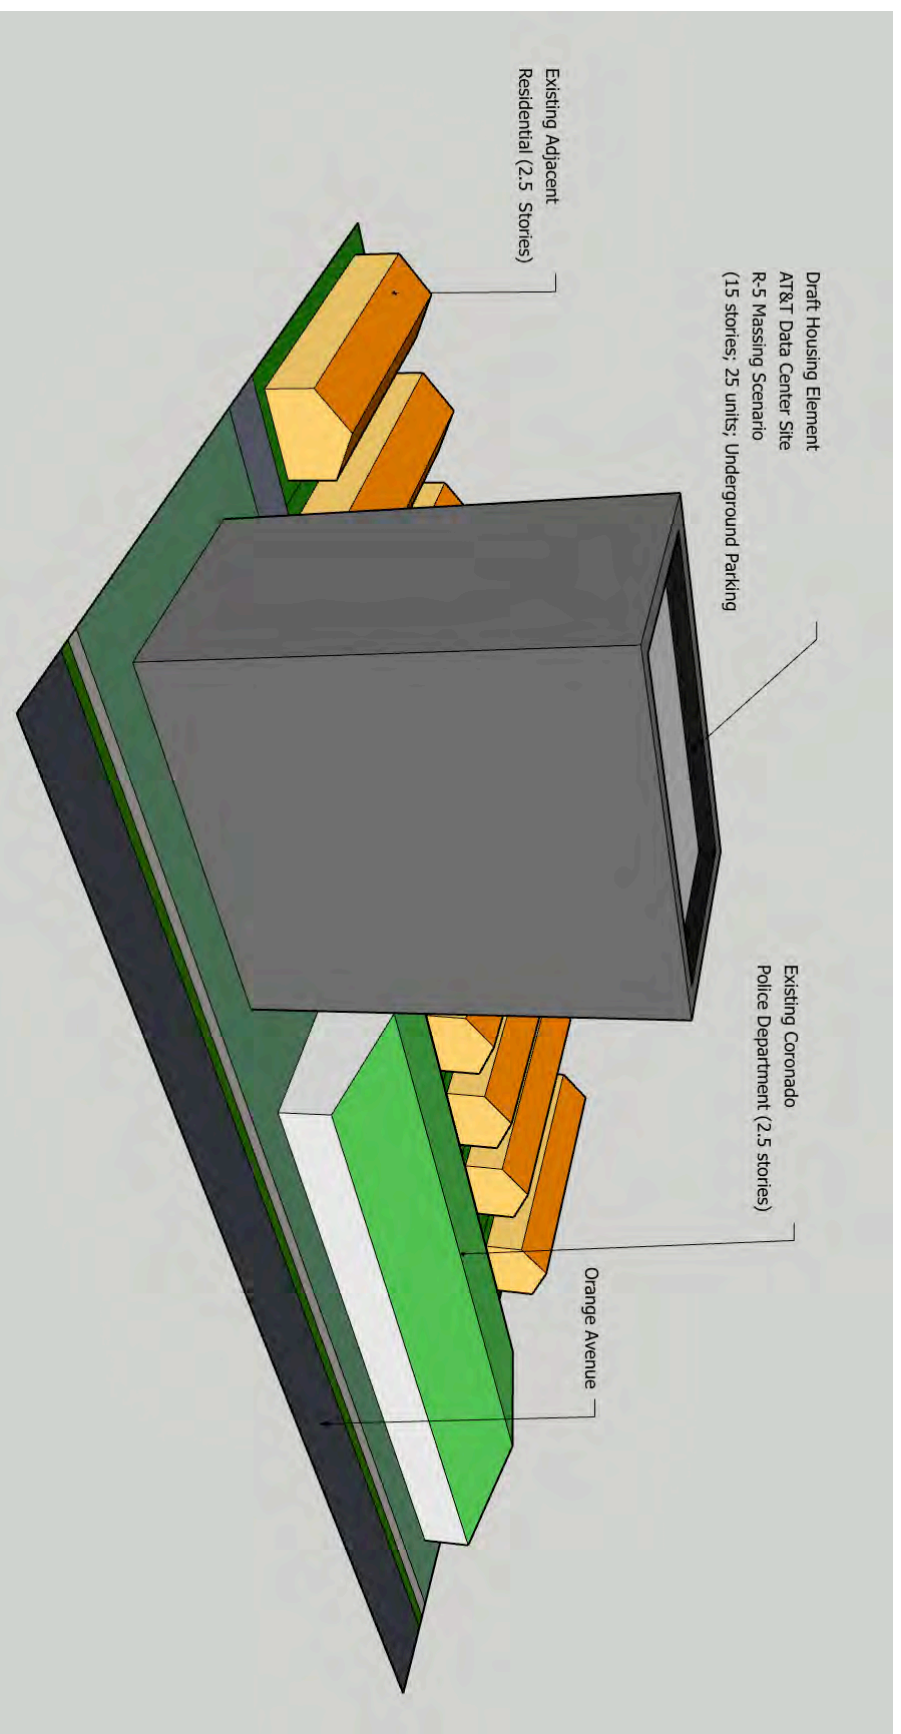 Draft Housing Element
AT&T Data Center Site
R-5 Massing Scenario
(15 stories; 25 units; Underground Parking
Existing Adjacent
Residential (2.5 Stories)
Existing Coronado
Police Department (2.5 stories)
Orange Avenue